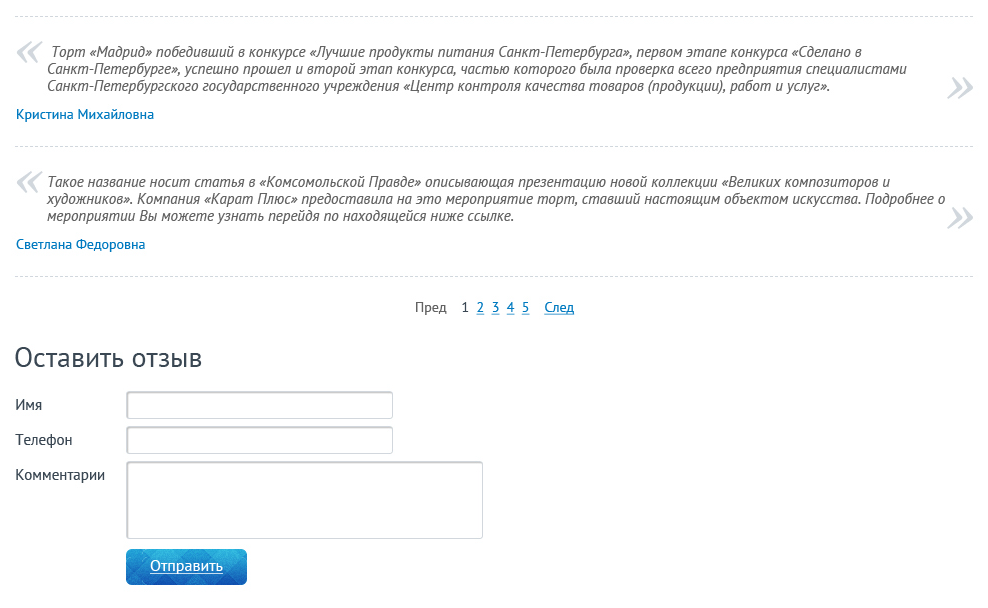 « Торт «Мадрид» победивший в конкурсе «Лучшие продукты питания Санкт-Петербурга», первом этапе конкурса «Сделано в
Санкт-Петербурге», успешно прошел и второй этап конкурса, частью которого была проверка всего предприятия специалистами
Санкт-Петербургского государственного учреждения «Центр контроля качества товаров (продукции), работ и услуг». »
Кристина Михайловна
« Такое название носит статья в «Комсомольской Правде» описывающая презентацию новой коллекции «Великих композиторов и
художников». Компания «Карат Плюс» предоставила на это мероприятие торт, ставший настоящим объектом искусства. Подробнее о
мероприятии Вы можете узнать перейдя по находящейся ниже ссылке. »
Светлана Федоровна
Пред 1 2 3 4 5 След
Оставить отзыв
Имя
Телефон
Комментарии
Отправить